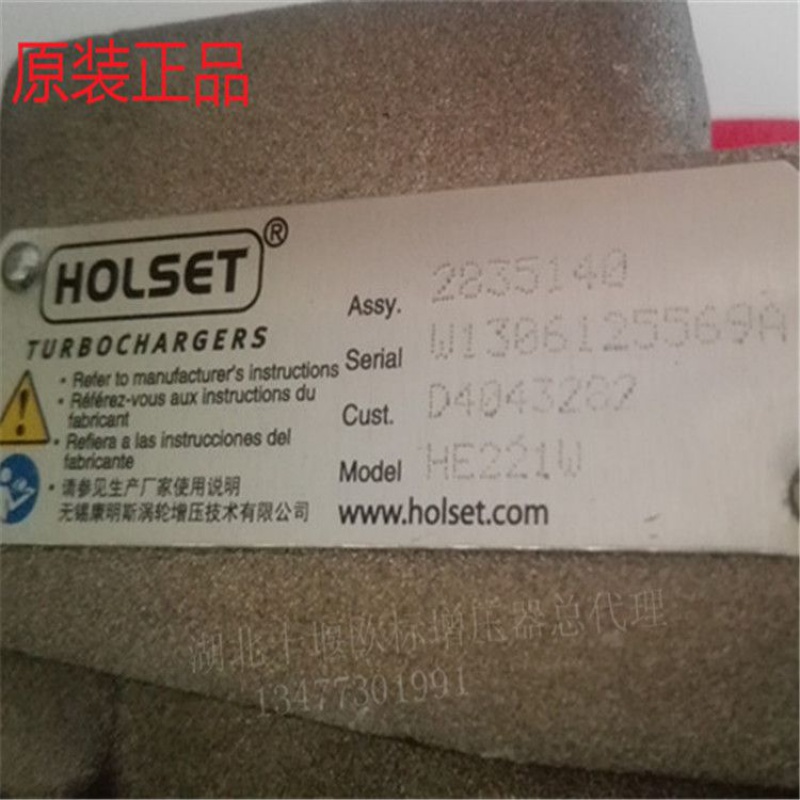 原装正品
HOLSET®
TURBOCHARGERS
• Refer to manufacturer's instructions
• Référez-vous aux instructions du
fabricant
• Refiera a las instrucciones del
fabricante
• 请参见生产厂家使用说明
无锡康明斯涡轮增压技术有限公司
Assy. 2835140
Serial W1306125569A
Cust. D4043282
Model HE221W
www.holset.com
湖北十堰欧标增压器总代理
13477301991